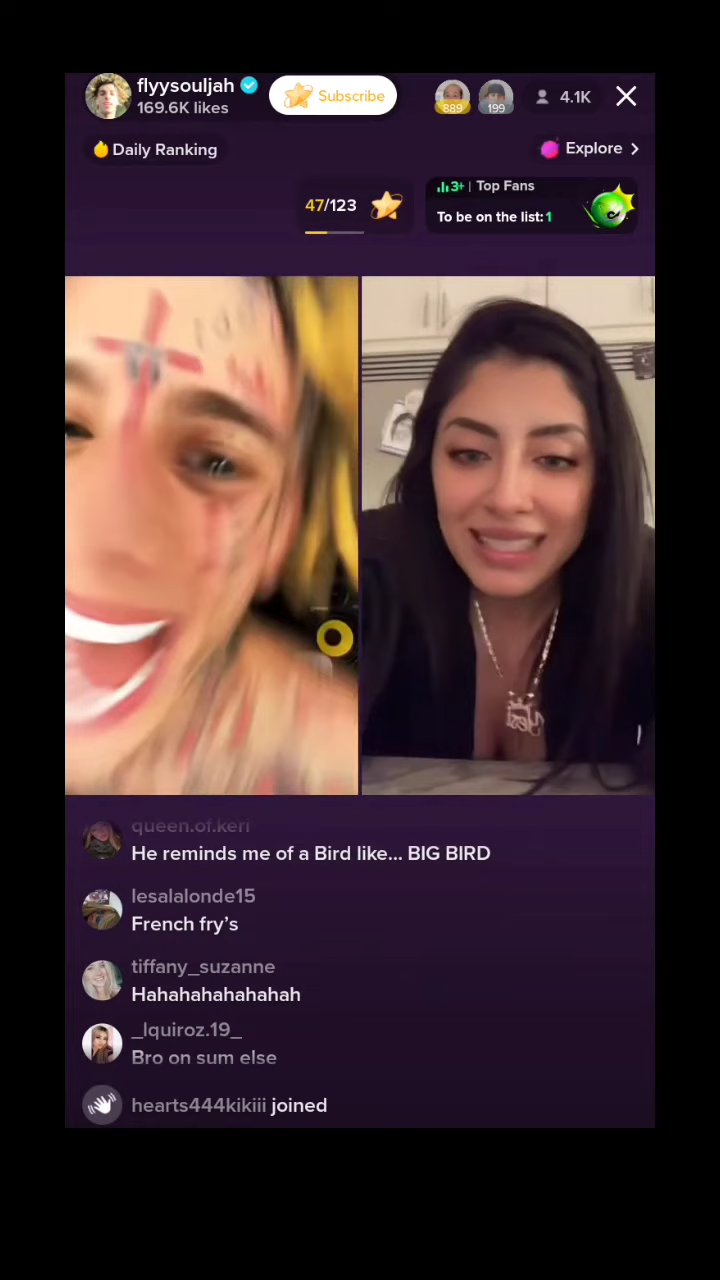 flyysouljah
169.6K likes
Subscribe
889
199
4.1K
Daily Ranking
Explore
47/123
3+ | Top Fans
To be on the list: 1
queen.of.keri
He reminds me of a Bird like... BIG BIRD
lesalalonde15
French fry's
tiffany_suzanne
Hahahahahahahah
_lquiroz.19_
Bro on sum else
hearts444kikiii joined